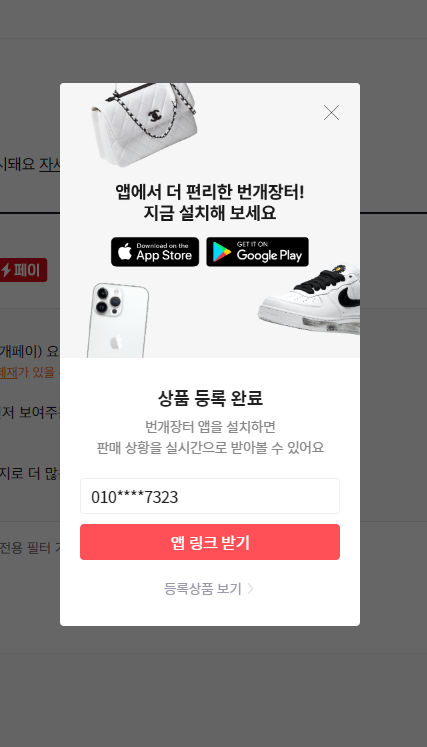 시돼요 자세
앱에서 더 편리한 번개장터!
지금 설치해 보세요
Download on the
App Store
GET IT ON
Google Play
페이
개페이) 요
가 있을
저 보여주
상품 등록 완료
번개장터 앱을 설치하면
판매 상황을 실시간으로 받아볼 수 있어요
지로 더 많
010****7323
앱 링크 받기
전용 필터
등록상품 보기